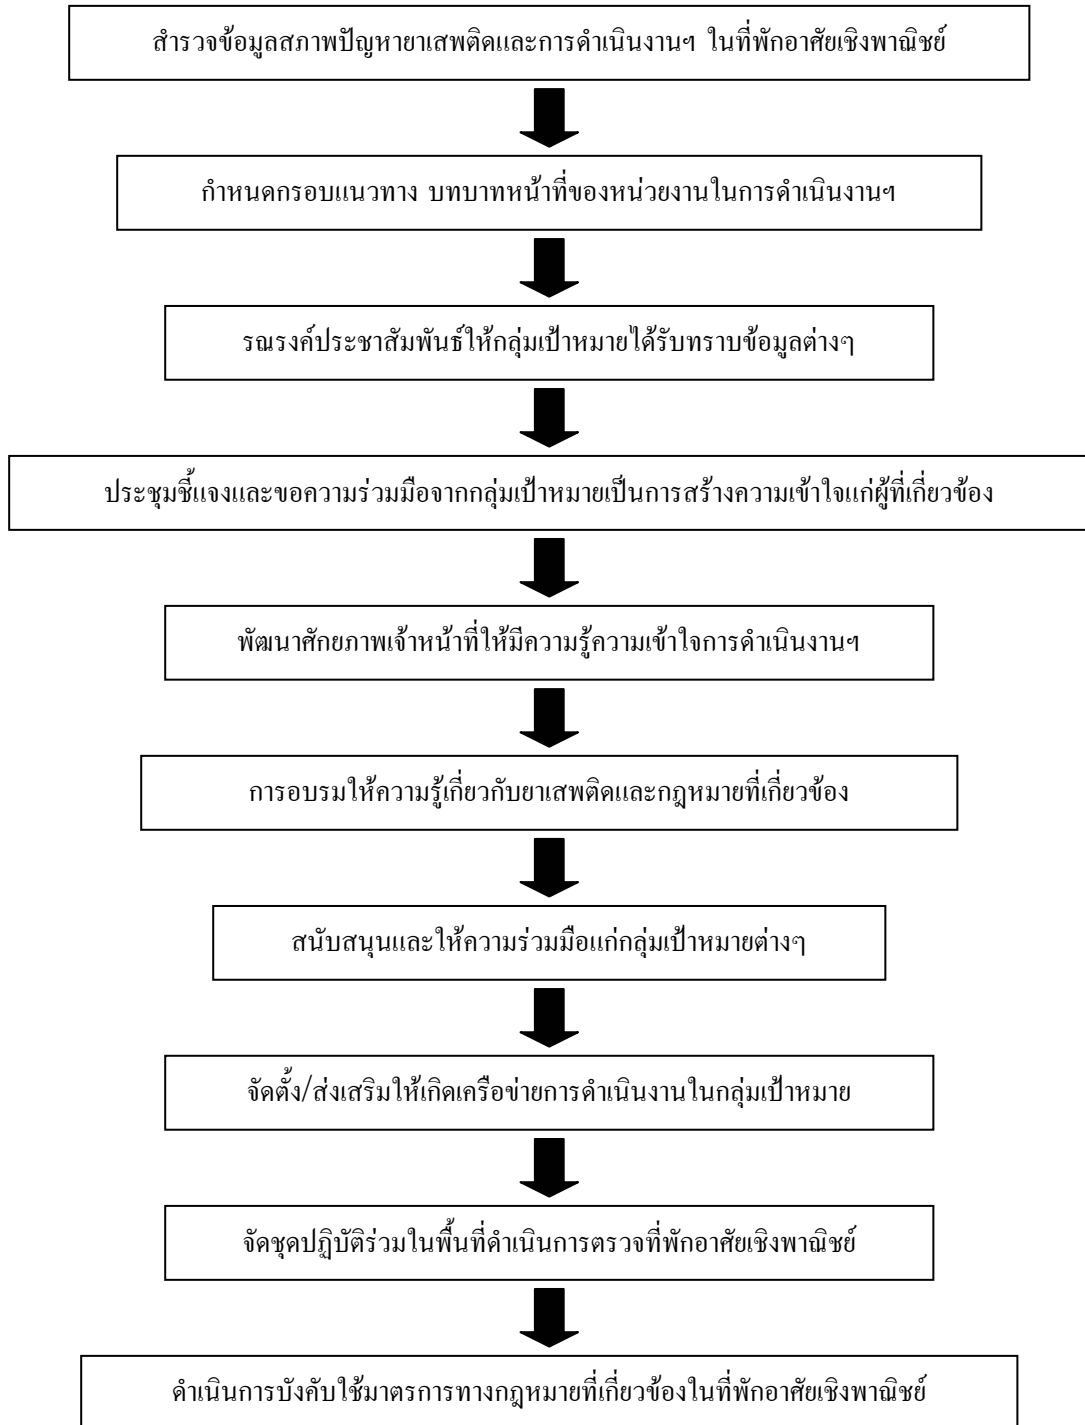 สำรวจข้อมูลสภาพปัญหายาเสพติดและการดำเนินงานฯ ในที่พักอาศัยเชิงพาณิชย์
กำหนดกรอบแนวทาง บทบาทหน้าที่ของหน่วยงานในการดำเนินงานฯ
รณรงค์ประชาสัมพันธ์ให้กลุ่มเป้าหมายได้รับทราบข้อมูลต่างๆ
ประชุมชี้แจงและขอความร่วมมือจากกลุ่มเป้าหมายเป็นการสร้างความเข้าใจแก่ผู้ที่เกี่ยวข้อง
พัฒนาศักยภาพเจ้าหน้าที่ให้มีความรู้ความเข้าใจการดำเนินงานฯ
การอบรมให้ความรู้เกี่ยวกับยาเสพติดและกฎหมายที่เกี่ยวข้อง
สนับสนุนและให้ความร่วมมือแก่กลุ่มเป้าหมายต่างๆ
จัดตั้ง/ส่งเสริมให้เกิดเครือข่ายการดำเนินงานในกลุ่มเป้าหมาย
จัดชุดปฏิบัติร่วมในพื้นที่ดำเนินการตรวจที่พักอาศัยเชิงพาณิชย์
ดำเนินการบังคับใช้มาตรการทางกฎหมายที่เกี่ยวข้องในที่พักอาศัยเชิงพาณิชย์